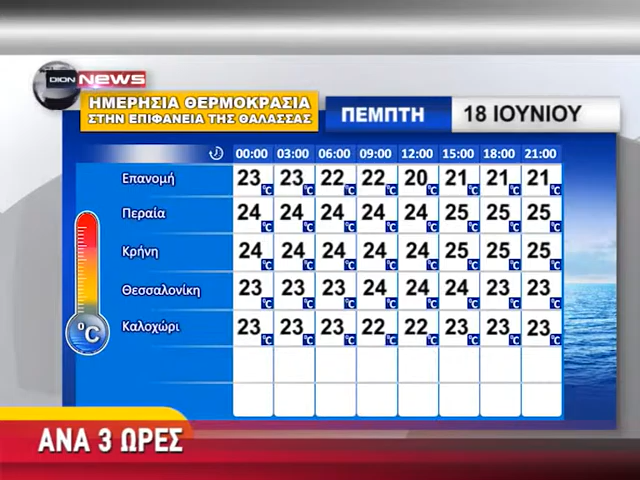 DION NEWS
ΗΜΕΡΗΣΙΑ ΘΕΡΜΟΚΡΑΣΙΑ
ΣΤΗΝ ΕΠΙΦΑΝΕΙΑ ΤΗΣ ΘΑΛΑΣΣΑΣ
ΠΕΜΠΤΗ 18 ΙΟΥΝΙΟΥ
00:00 03:00 06:00 09:00 12:00 15:00 18:00 21:00
Επανομή 23°C 23°C 22°C 22°C 20°C 21°C 21°C 21°C
Περαία 24°C 24°C 24°C 24°C 24°C 25°C 25°C 25°C
Κρήνη 24°C 24°C 24°C 24°C 24°C 25°C 25°C 25°C
Θεσσαλονίκη 23°C 23°C 23°C 24°C 24°C 24°C 23°C 23°C
Καλοχώρι 23°C 23°C 23°C 22°C 22°C 23°C 23°C 23°C
°C
ΑΝΑ 3 ΩΡΕΣ